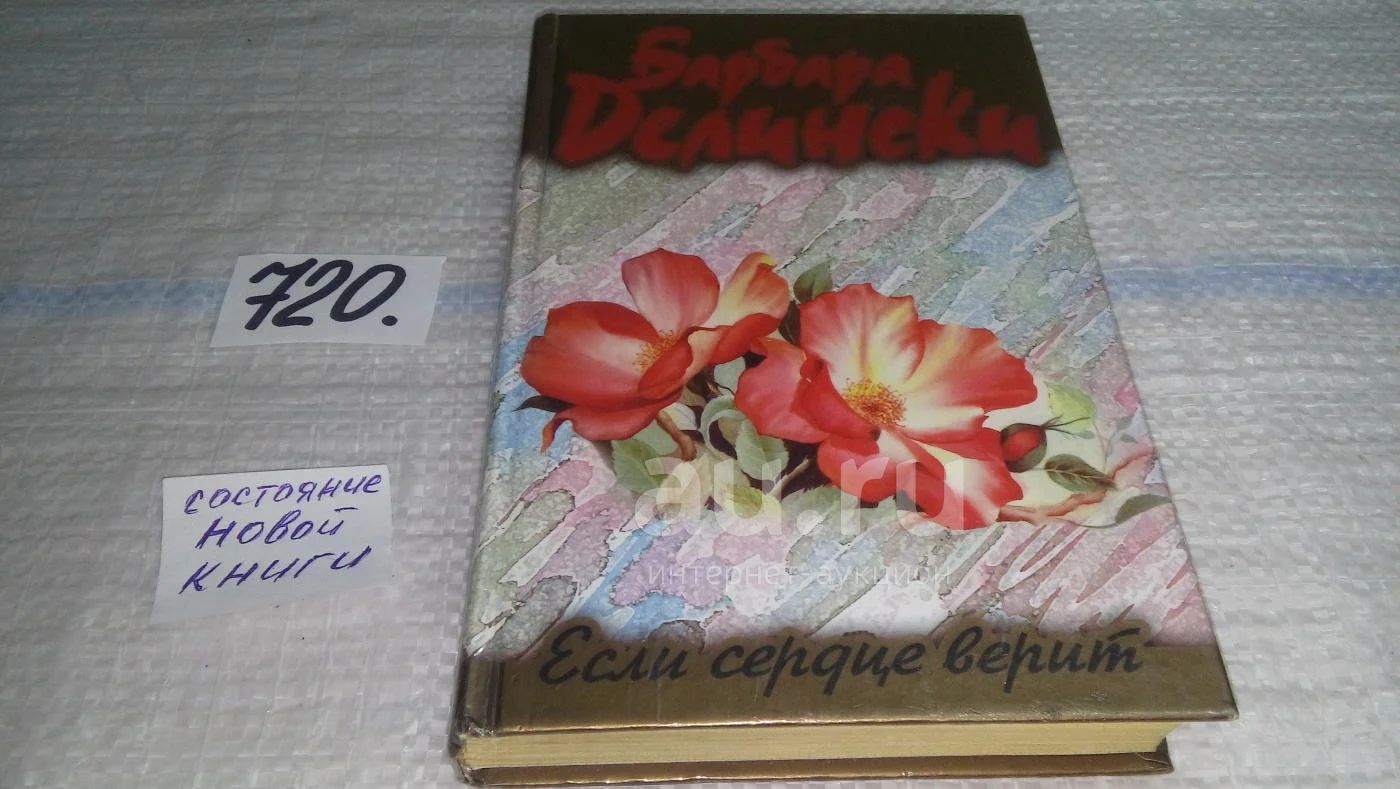 Барбара
Делински
720.
состояние
новой
книги
au.ru
интернет-аукцион
Если сердце верит